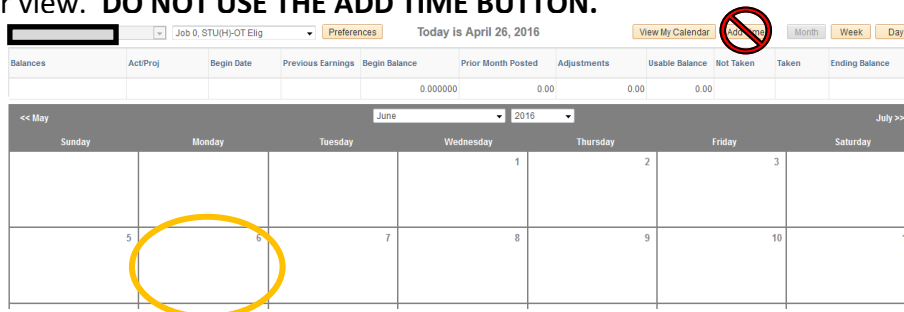 r view. DO NOT USE THE ADD TIME BUTTON.
Job 0, STU(H)-OT Elig Preferences Today is April 26, 2016 View My Calendar Month Week Day
Balances Act/Proj Begin Date Previous Earnings Begin Balance Prior Month Posted Adjustments Usable Balance Not Taken Taken Ending Balance
0.000000 0.00 0.00 0.00
<< May June 2016 July >>
Sunday Monday Tuesday Wednesday Thursday Friday Saturday
1 2 3
5 6 7 8 9 10